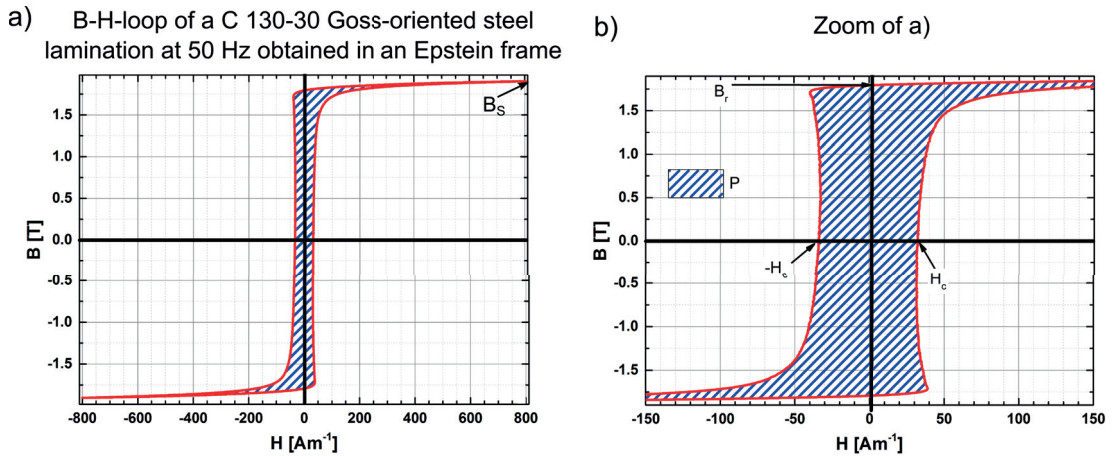 a)
B-H-loop of a C 130-30 Goss-oriented steel
lamination at 50 Hz obtained in an Epstein frame
B [T]
1.5
1.0
0.5
0.0
-0.5
-1.0
-1.5
B_S
-800 -600 -400 -200 0 200 400 600 800
H [Am⁻¹]
b)
Zoom of a)
B [T]
1.5
1.0
0.5
0.0
-0.5
-1.0
-1.5
B_r
P
-H_c
H_c
-150 -100 -50 0 50 100 150
H [Am⁻¹]